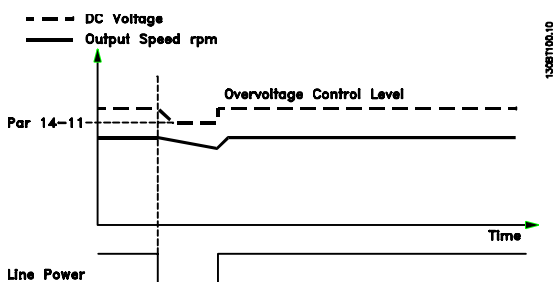 DC Voltage
Output Speed rpm
130BT100.10
Overvoltage Control Level
Par 14-11
Time
Line Power